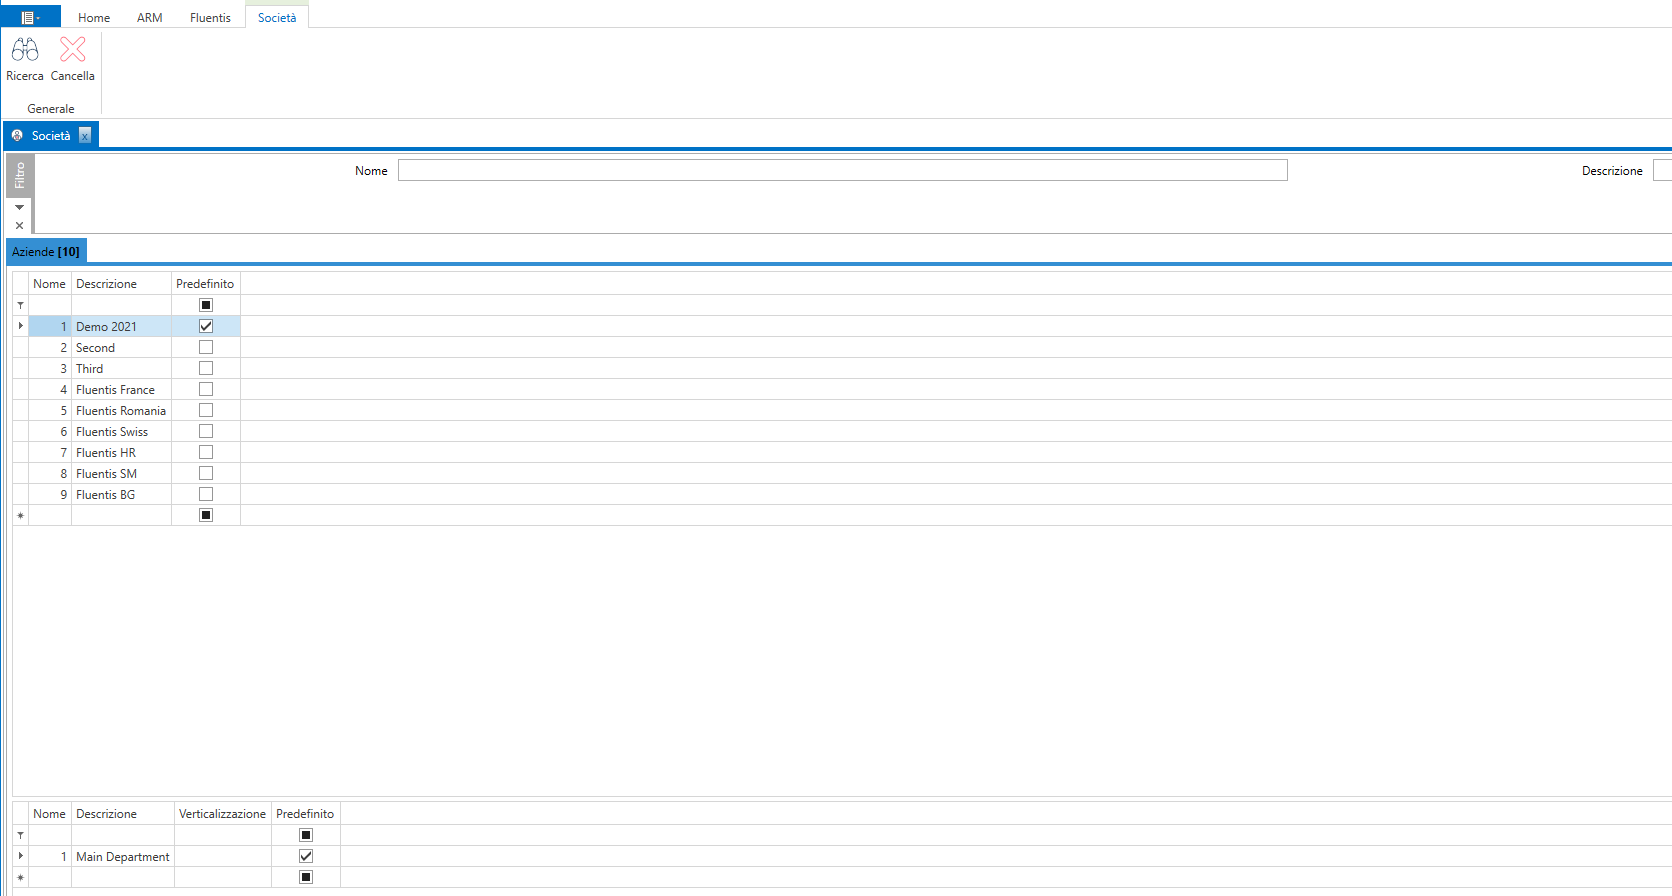 Home ARM Fluentis Società
Ricerca Cancella
Generale
Società x
Filtro
Nome Descrizione
Aziende [10]
Nome Descrizione Predefinito
1 Demo 2021
2 Second
3 Third
4 Fluentis France
5 Fluentis Romania
6 Fluentis Swiss
7 Fluentis HR
8 Fluentis SM
9 Fluentis BG
Nome Descrizione Verticalizzazione Predefinito
1 Main Department